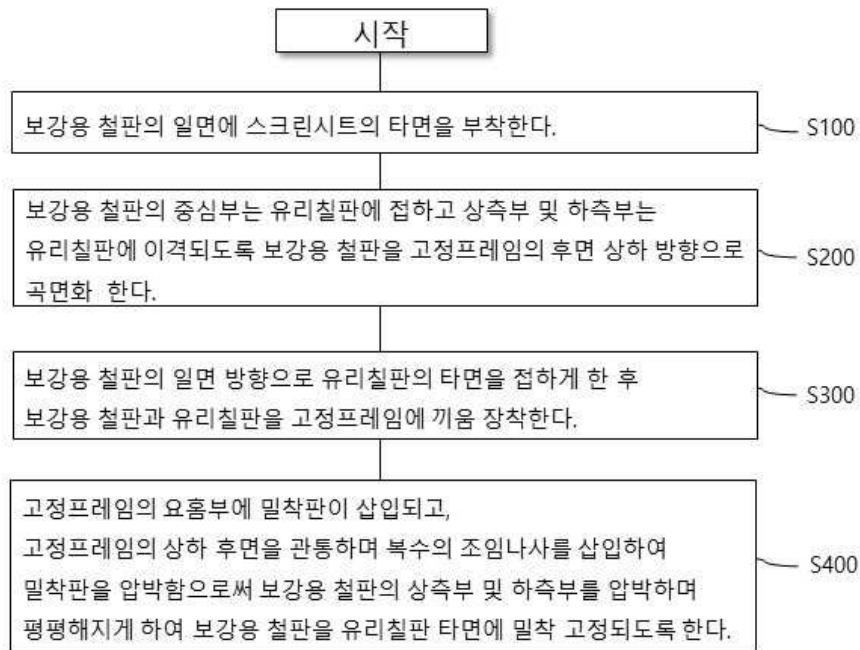 시작
보강용 철판의 일면에 스크린시트의 타면을 부착한다.
S100
보강용 철판의 중심부는 유리칠판에 접하고 상측부 및 하측부는
유리칠판에 이격되도록 보강용 철판을 고정프레임의 후면 상하 방향으로
곡면화 한다.
S200
보강용 철판의 일면 방향으로 유리칠판의 타면을 접하게 한 후
보강용 철판과 유리칠판을 고정프레임에 끼움 장착한다.
S300
고정프레임의 요홈부에 밀착판이 삽입되고,
고정프레임의 상하 후면을 관통하며 복수의 조임나사를 삽입하여
밀착판을 압박함으로써 보강용 철판의 상측부 및 하측부를 압박하며
평평해지게 하여 보강용 철판을 유리칠판 타면에 밀착 고정되도록 한다.
S400